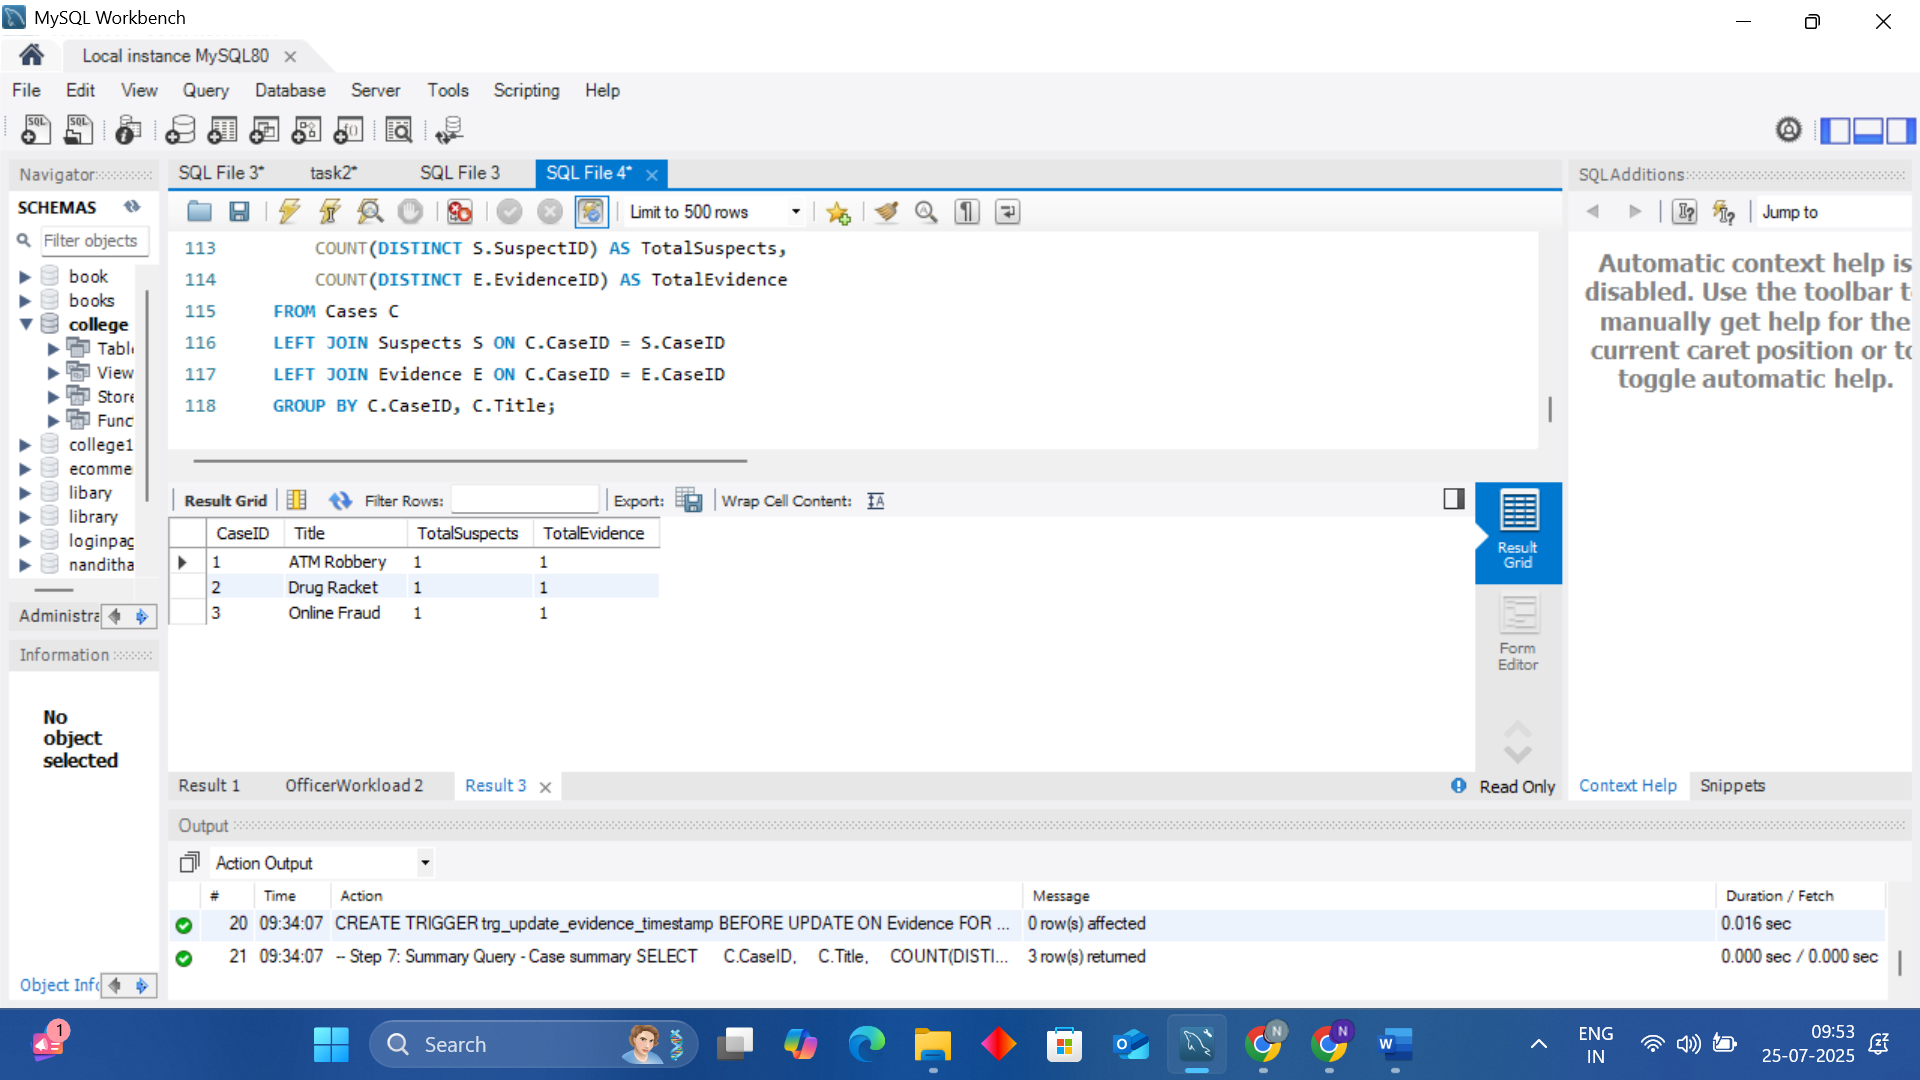 MySQL Workbench
Local instance MySQL80
File Edit View Query Database Server Tools Scripting Help
Navigator
SCHEMAS
Filter objects
book
books
college
Tabl
View
Store
Func
college1
ecomme
libary
library
loginpag
nanditha
Administra
Information
No
object
selected
Object Info
SQL File 3* task2* SQL File 3 SQL File 4*
Limit to 500 rows
113 COUNT(DISTINCT S.SuspectID) AS TotalSuspects,
114 COUNT(DISTINCT E.EvidenceID) AS TotalEvidence
115 FROM Cases C
116 LEFT JOIN Suspects S ON C.CaseID = S.CaseID
117 LEFT JOIN Evidence E ON C.CaseID = E.CaseID
118 GROUP BY C.CaseID, C.Title;
Result Grid Filter Rows: Export: Wrap Cell Content:
CaseID Title TotalSuspects TotalEvidence
1 ATM Robbery 1 1
2 Drug Racket 1 1
3 Online Fraud 1 1
Result
Grid
Form
Editor
Result 1 OfficerWorkload 2 Result 3
Read Only
SQLAdditions
Jump to
Automatic context help is
disabled. Use the toolbar t
manually get help for the
current caret position or to
toggle automatic help.
Context Help Snippets
Output
Action Output
# Time Action Message Duration / Fetch
20 09:34:07 CREATE TRIGGER trg_update_evidence_timestamp BEFORE UPDATE ON Evidence FOR ... 0 row(s) affected 0.016 sec
21 09:34:07 -- Step 7: Summary Query - Case summary SELECT C.CaseID, C.Title, COUNT(DISTI... 3 row(s) returned 0.000 sec / 0.000 sec
1
Search
N
N
ENG
IN
09:53
25-07-2025